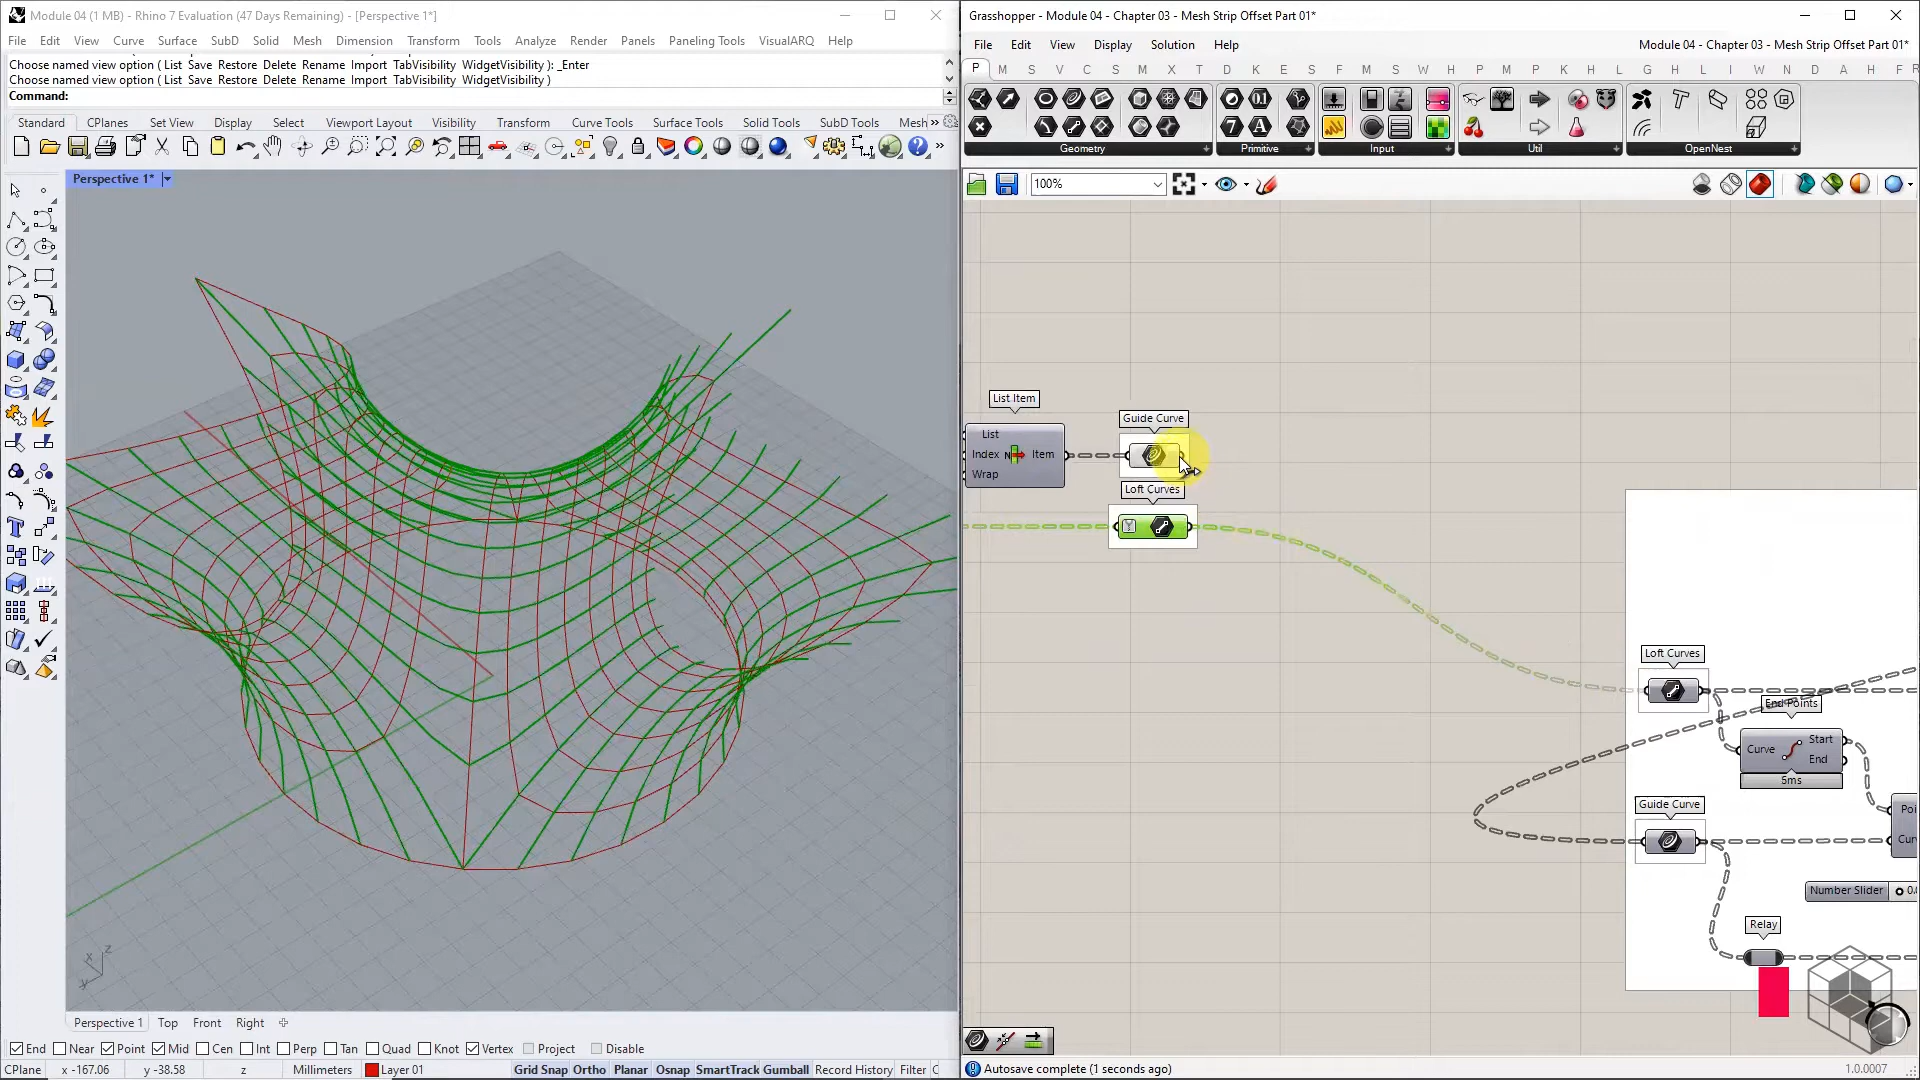 Module 04 (1 MB) - Rhino 7 Evaluation (47 Days Remaining) - [Perspective 1*]
File Edit View Curve Surface SubD Solid Mesh Dimension Transform Tools Analyze Render Panels Paneling Tools VisualARQ Help
Choose named view option ( List Save Restore Delete Rename Import TabVisibility WidgetVisibility ): _Enter
Choose named view option ( List Save Restore Delete Rename Import TabVisibility WidgetVisibility )
Command:
Standard CPlanes Set View Display Select Viewport Layout Visibility Transform Curve Tools Surface Tools Solid Tools SubD Tools Mesh
Perspective 1*
z
x
y
Perspective 1 Top Front Right
End Near Point Mid Cen Int Perp Tan Quad Knot Vertex Project Disable
CPlane x -167.06 y -38.58 z Millimeters Layer 01 Grid Snap Ortho Planar Osnap SmartTrack Gumball Record History Filter C
Grasshopper - Module 04 - Chapter 03 - Mesh Strip Offset Part 01*
File Edit View Display Solution Help
Module 04 - Chapter 03 - Mesh Strip Offset Part 01*
P M S V C S M X T D K E S F M S W H P M F K H L G H L I W N D A H F R
Geometry Primitive Input Util OpenNest
100%
List Item
List
Index
Wrap
N
Item
Guide Curve
Loft Curves
Loft Curves
End Points
Curve
Start
End
5ms
Guide Curve
Poi
Cur
Number Slider 0.
Relay
Autosave complete (1 seconds ago)
1.0.0007